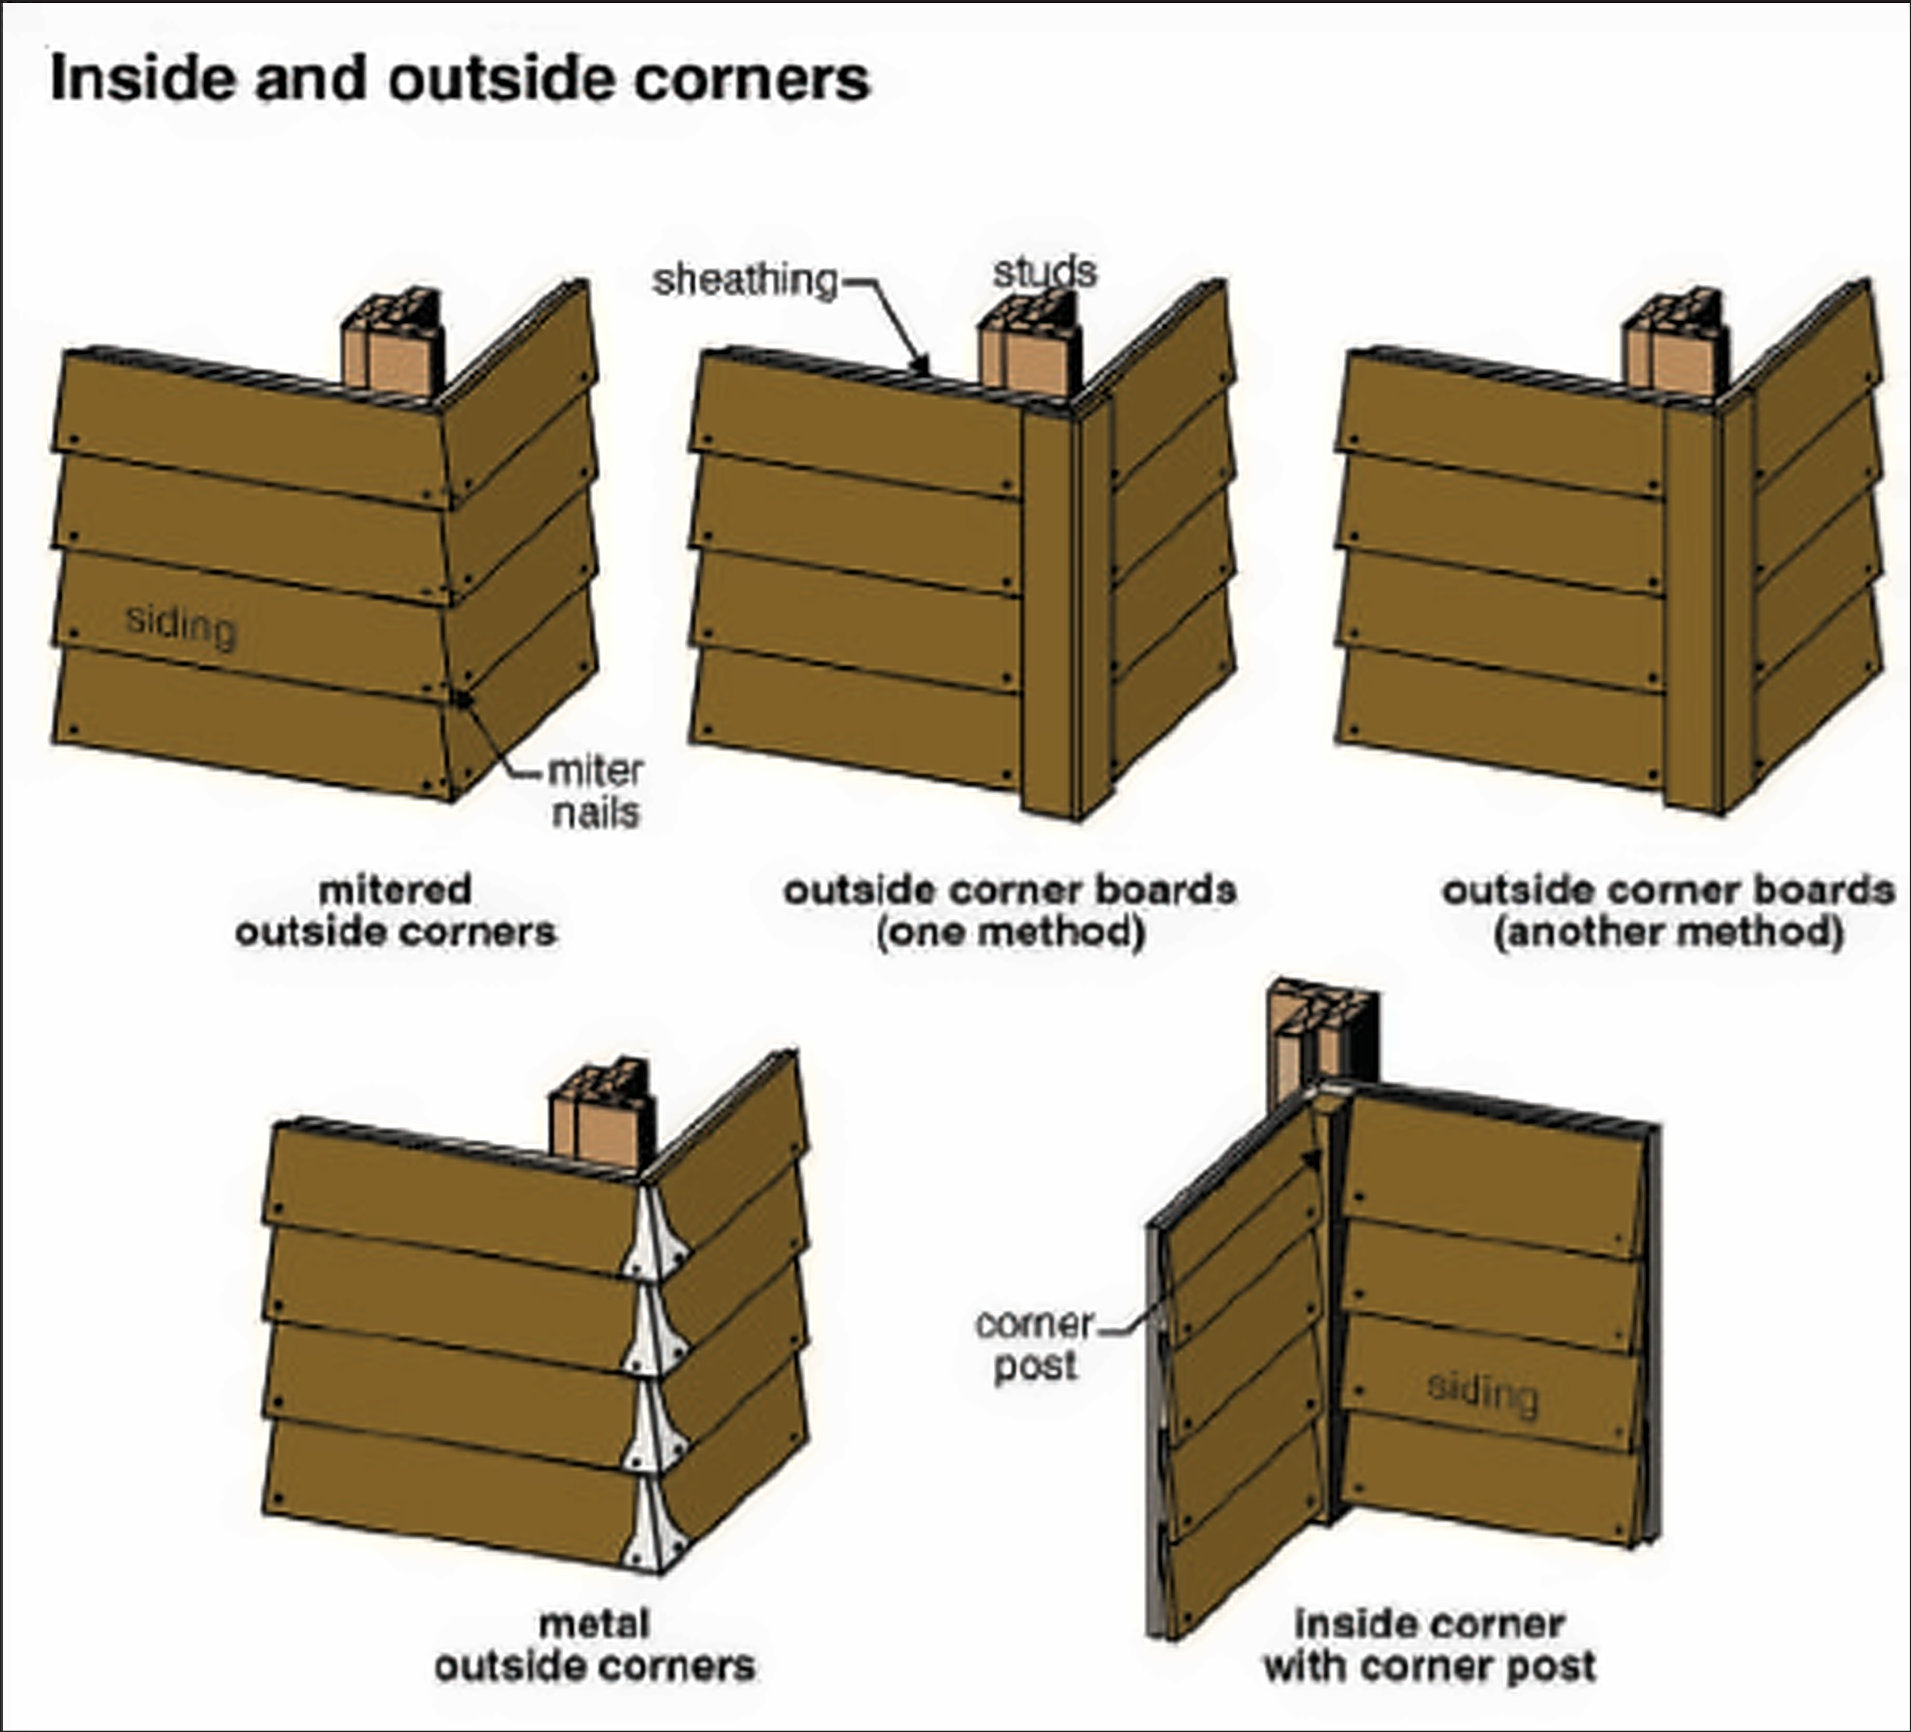 Inside and outside corners
sheathing
studs
siding
miter
nails
mitered
outside corners
outside corner boards
(one method)
outside corner boards
(another method)
corner
post
siding
metal
outside corners
inside corner
with corner post